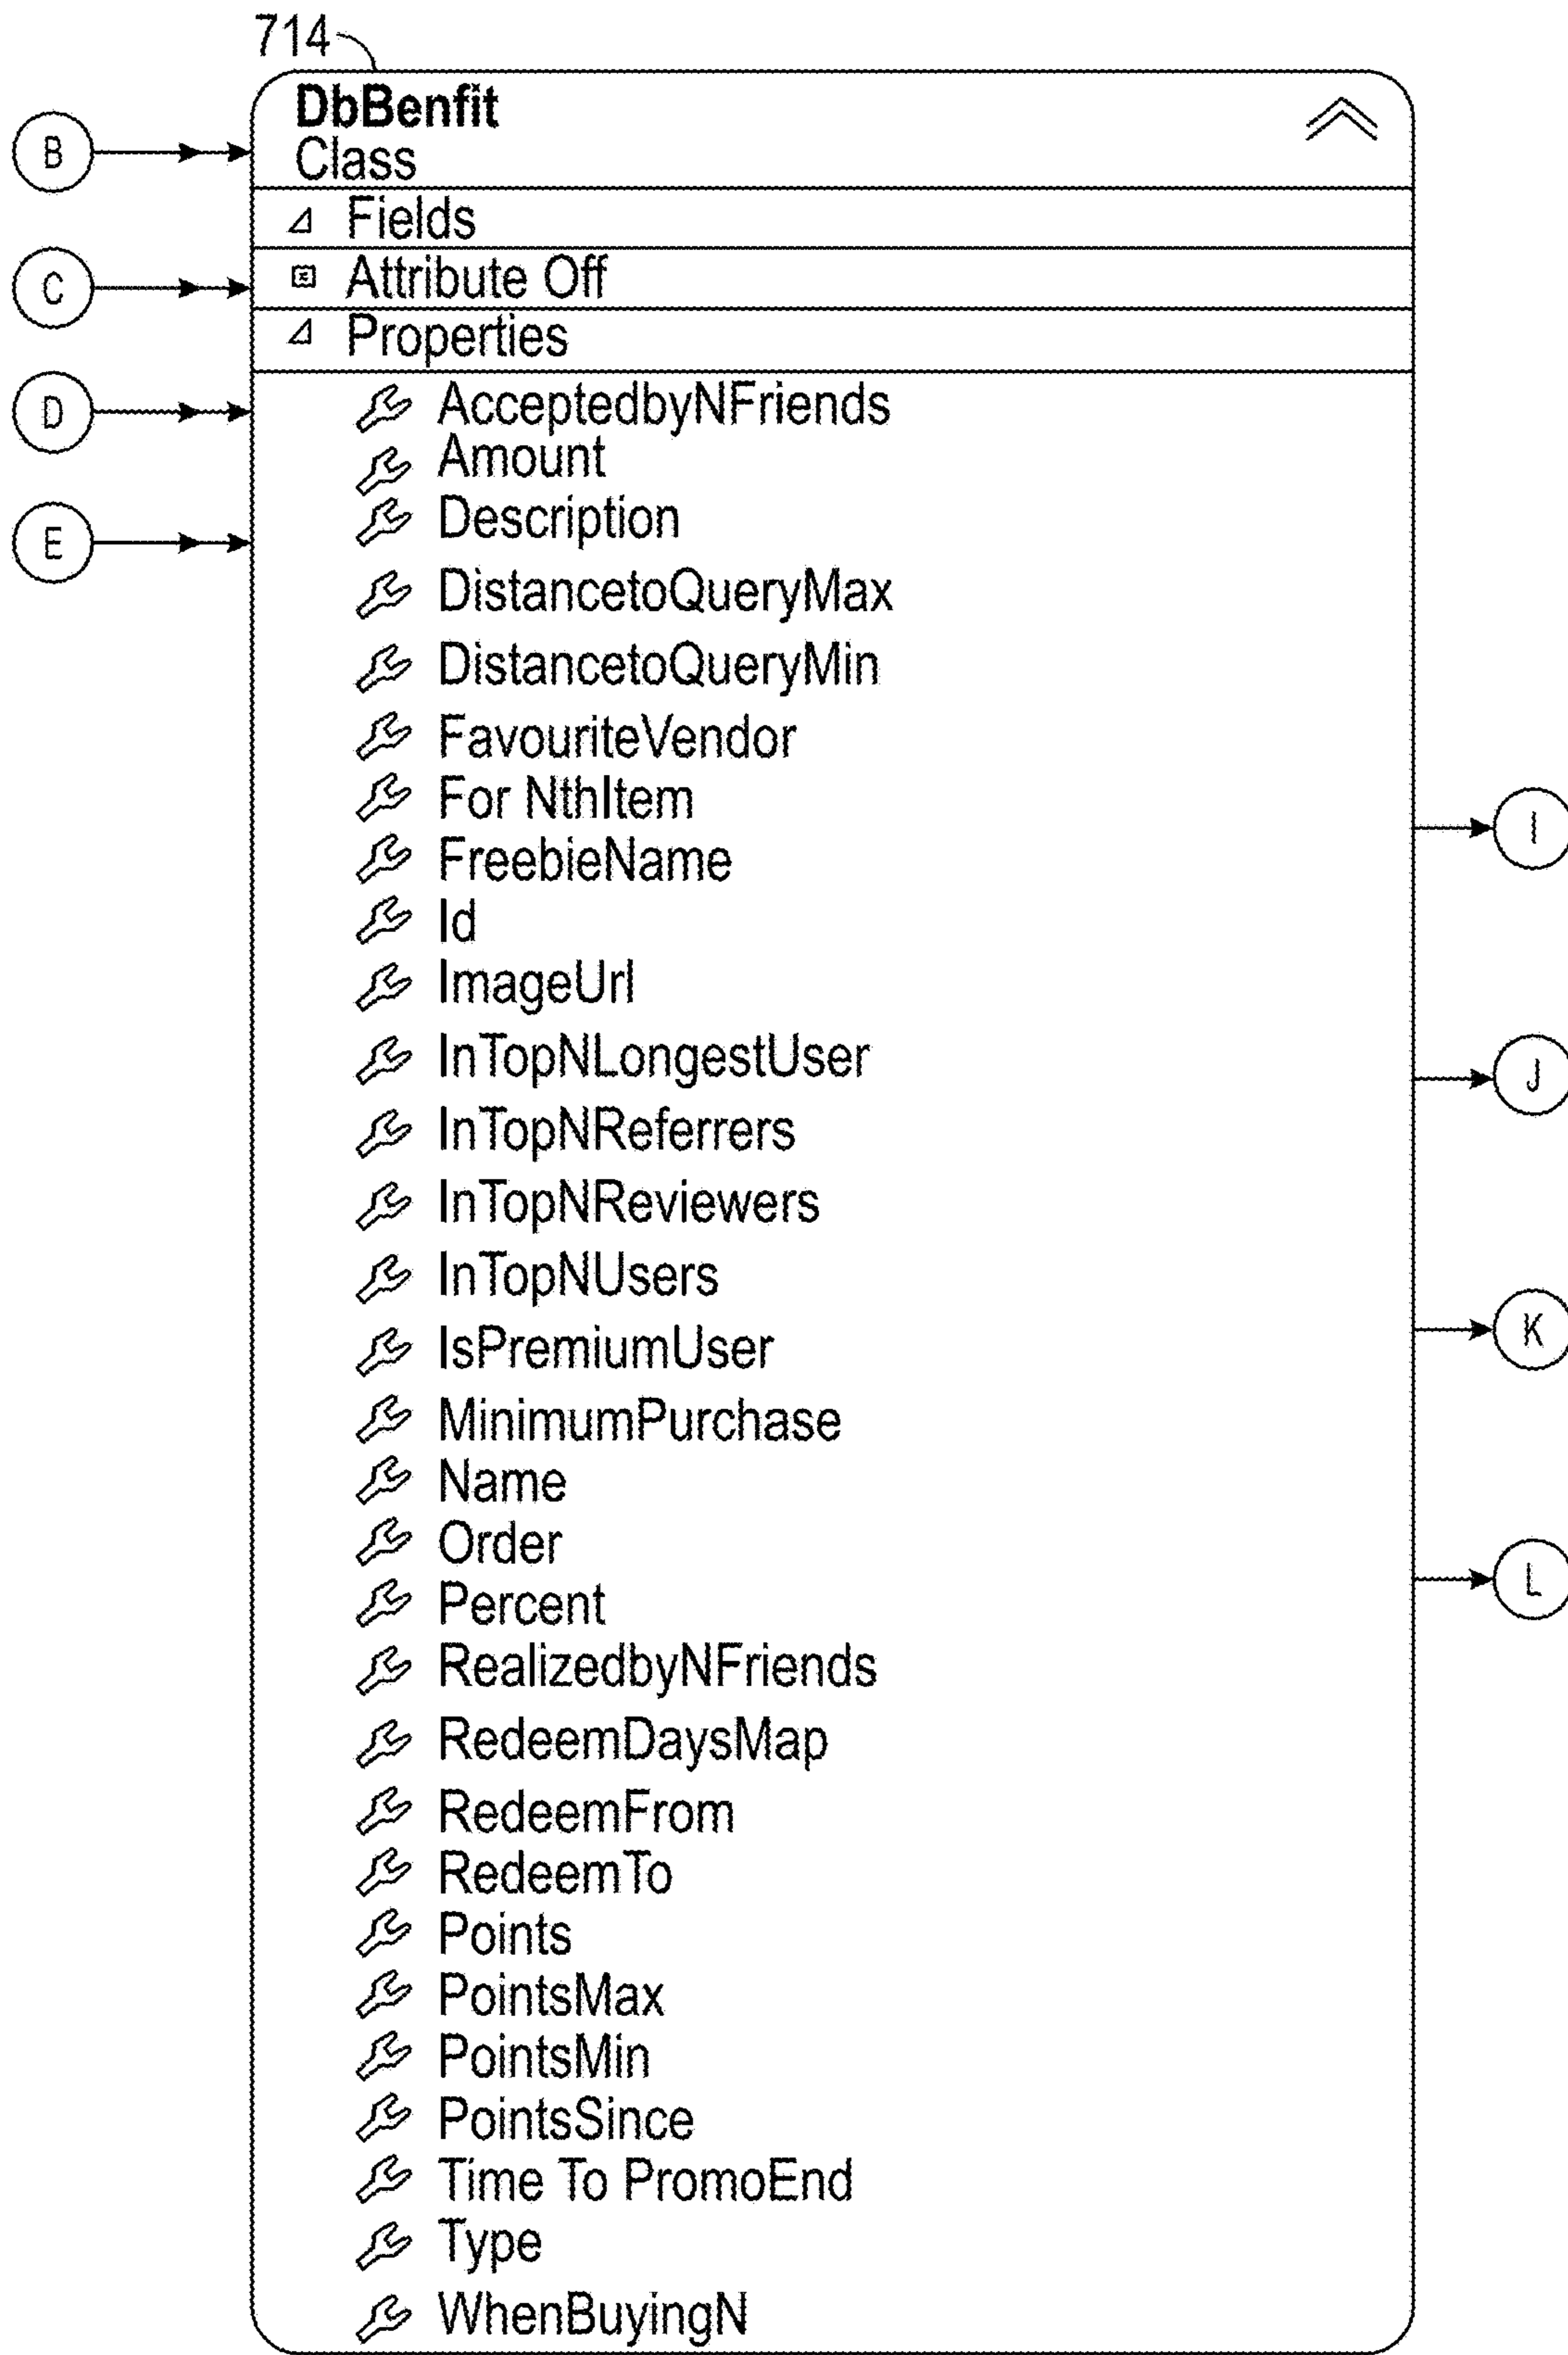 714
DbBenfit
Class
B
Fields
C
Attribute Off
Properties
D
AcceptedbyNFriends
Amount
Description
E
DistancetoQueryMax
DistancetoQueryMin
FavouriteVendor
For NthItem
I
FreebieName
Id
ImageUrl
InTopNLongestUser
J
InTopNReferrers
InTopNReviewers
InTopNUsers
IsPremiumUser
K
MinimumPurchase
Name
Order
Percent
L
RealizedbyNFriends
RedeemDaysMap
RedeemFrom
RedeemTo
Points
PointsMax
PointsMin
PointsSince
Time To PromoEnd
Type
WhenBuyingN